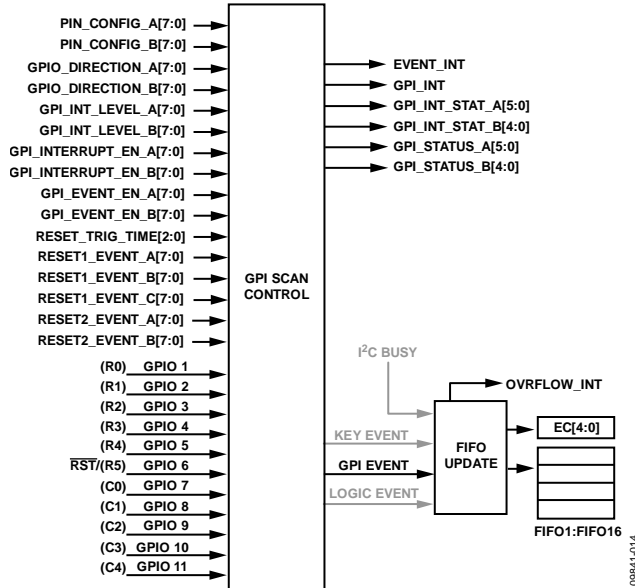 PIN_CONFIG_A[7:0]
PIN_CONFIG_B[7:0]
GPIO_DIRECTION_A[7:0]
GPIO_DIRECTION_B[7:0]
GPI_INT_LEVEL_A[7:0]
GPI_INT_LEVEL_B[7:0]
GPI_INTERRUPT_EN_A[7:0]
GPI_INTERRUPT_EN_B[7:0]
GPI_EVENT_EN_A[7:0]
GPI_EVENT_EN_B[7:0]
RESET_TRIG_TIME[2:0]
RESET1_EVENT_A[7:0]
RESET1_EVENT_B[7:0]
RESET1_EVENT_C[7:0]
RESET2_EVENT_A[7:0]
RESET2_EVENT_B[7:0]
(R0) GPIO 1
(R1) GPIO 2
(R2) GPIO 3
(R3) GPIO 4
(R4) GPIO 5
RST/(R5) GPIO 6
(C0) GPIO 7
(C1) GPIO 8
(C2) GPIO 9
(C3) GPIO 10
(C4) GPIO 11
GPI SCAN
CONTROL
EVENT_INT
GPI_INT
GPI_INT_STAT_A[5:0]
GPI_INT_STAT_B[4:0]
GPI_STATUS_A[5:0]
GPI_STATUS_B[4:0]
I2C BUSY
KEY EVENT
GPI EVENT
LOGIC EVENT
FIFO
UPDATE
OVRFLOW_INT
EC[4:0]
FIFO1:FIFO16
09841-014